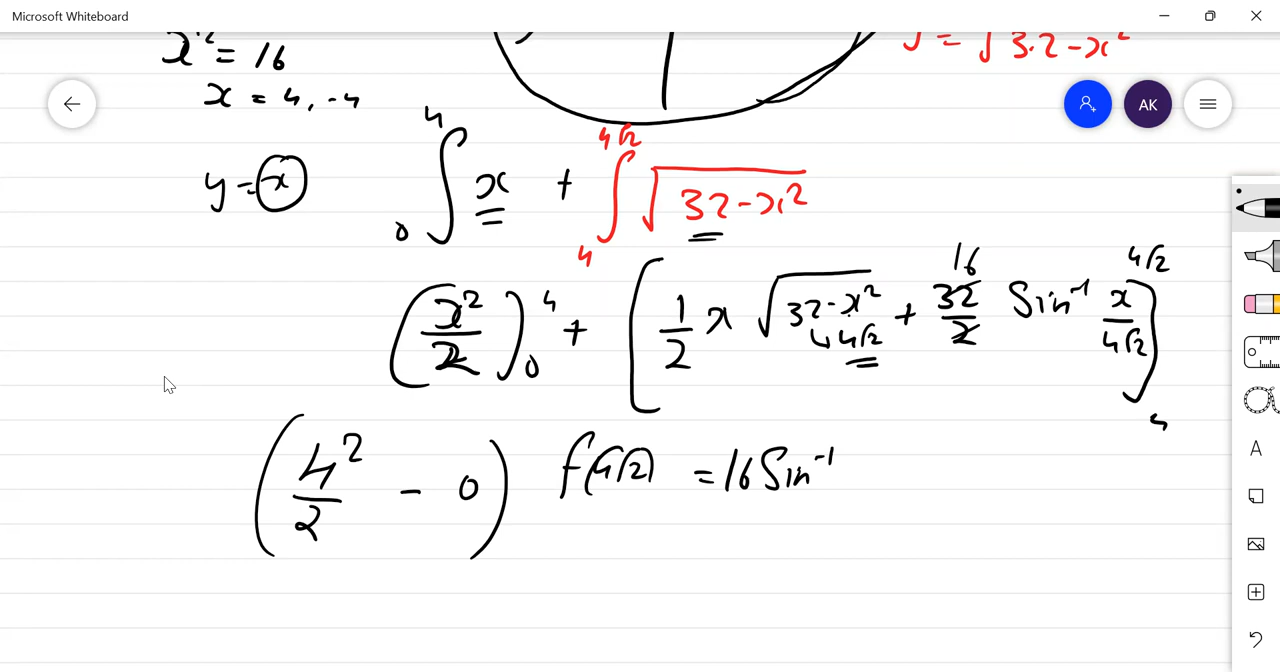 Microsoft Whiteboard
x² = 16
x = 4, -4
y = √32-x²
AK
y = x ∫₀⁴ x + ∫₄^4√2 √32-x²
(x²/2)₀⁴ + [1/2 x √32-x² + 32/2 16 Sin⁻¹ x/4√2]₄^4√2
4 4√2
(4²/2 - 0) f(4√2) = 16 Sin⁻¹
A